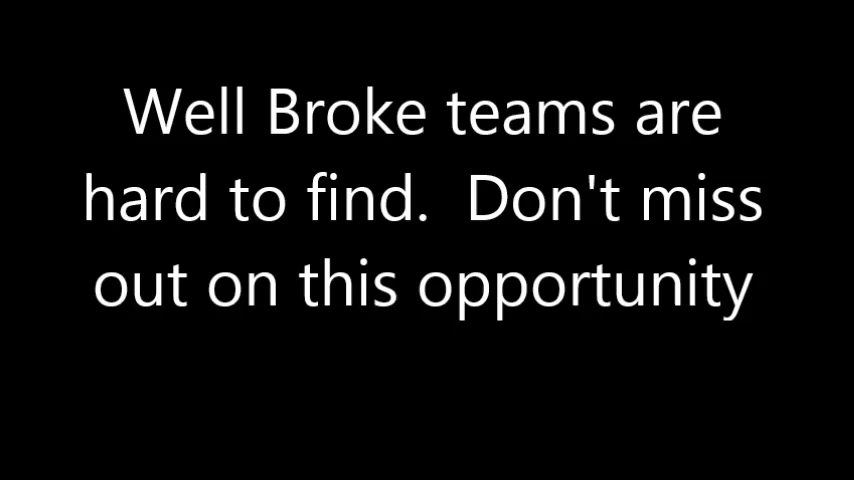 Well Broke teams are
hard to find.  Don't miss
out on this opportunity